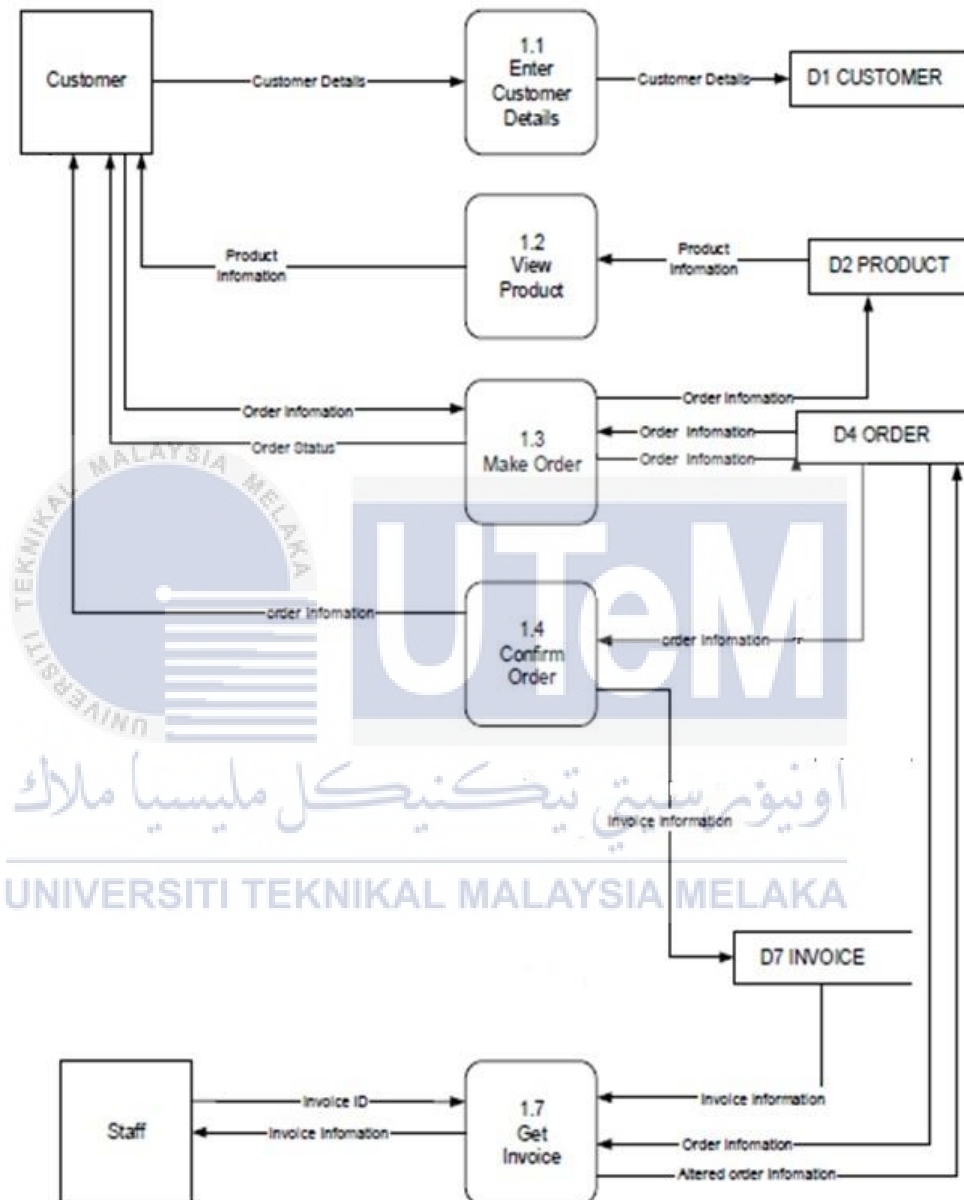 Customer
Customer Details
1.1
Enter
Customer
Details
Customer Details
D1 CUSTOMER
Product
Infomation
1.2
View
Product
Product
Infomation
D2 PRODUCT
Order Infomation
Order Status
1.3
Make Order
Order Infomation
Order Infomation
Order Infomation
D4 ORDER
UNIVERSITI TEKNIKAL MALAYSIA MELAKA
UTeM
order Infomation
1.4
Confirm
Order
order Infomation
Invoice Information
اونيۏرسيتي تيكنيكل مليسيا ملاك
UNIVERSITI TEKNIKAL MALAYSIA MELAKA
D7 INVOICE
Staff
Invoice ID
Invoice Infomation
1.7
Get
Invoice
Invoice Information
Order Infomation
Altered order Infomation